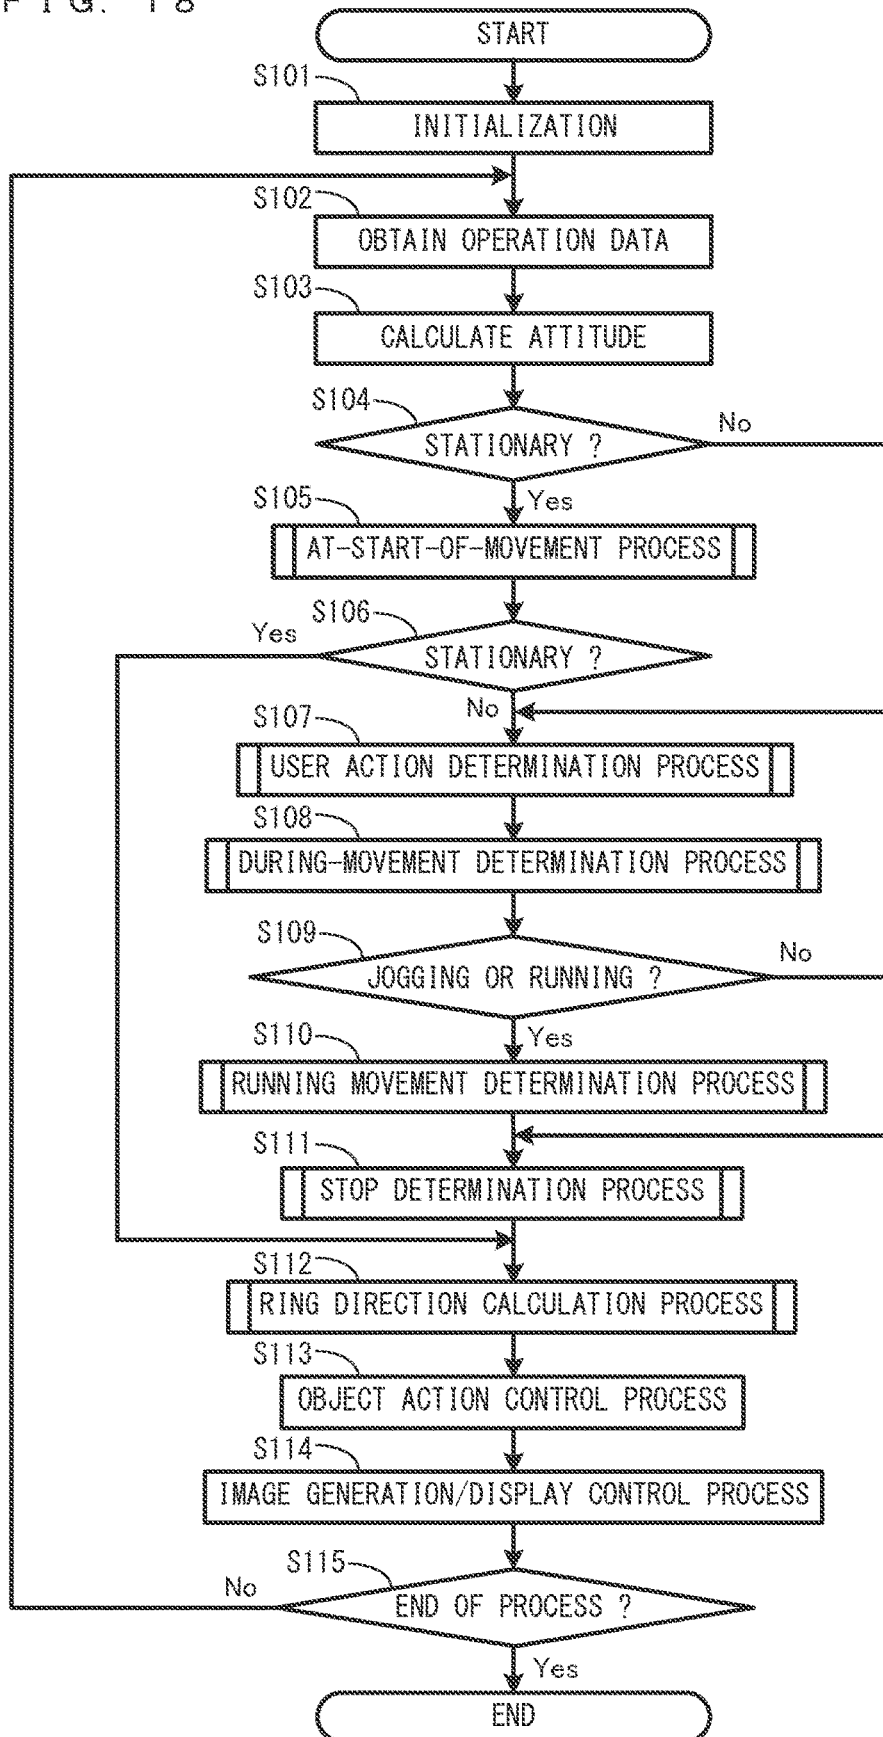 FIG. 18
START
S101
INITIALIZATION
S102
OBTAIN OPERATION DATA
S103
CALCULATE ATTITUDE
S104
STATIONARY ?
No
Yes
S105
AT-START-OF-MOVEMENT PROCESS
S106
Yes
STATIONARY ?
No
S107
USER ACTION DETERMINATION PROCESS
S108
DURING-MOVEMENT DETERMINATION PROCESS
S109
JOGGING OR RUNNING ?
No
Yes
S110
RUNNING MOVEMENT DETERMINATION PROCESS
S111
STOP DETERMINATION PROCESS
S112
RING DIRECTION CALCULATION PROCESS
S113
OBJECT ACTION CONTROL PROCESS
S114
IMAGE GENERATION/DISPLAY CONTROL PROCESS
S115
No
END OF PROCESS ?
Yes
END